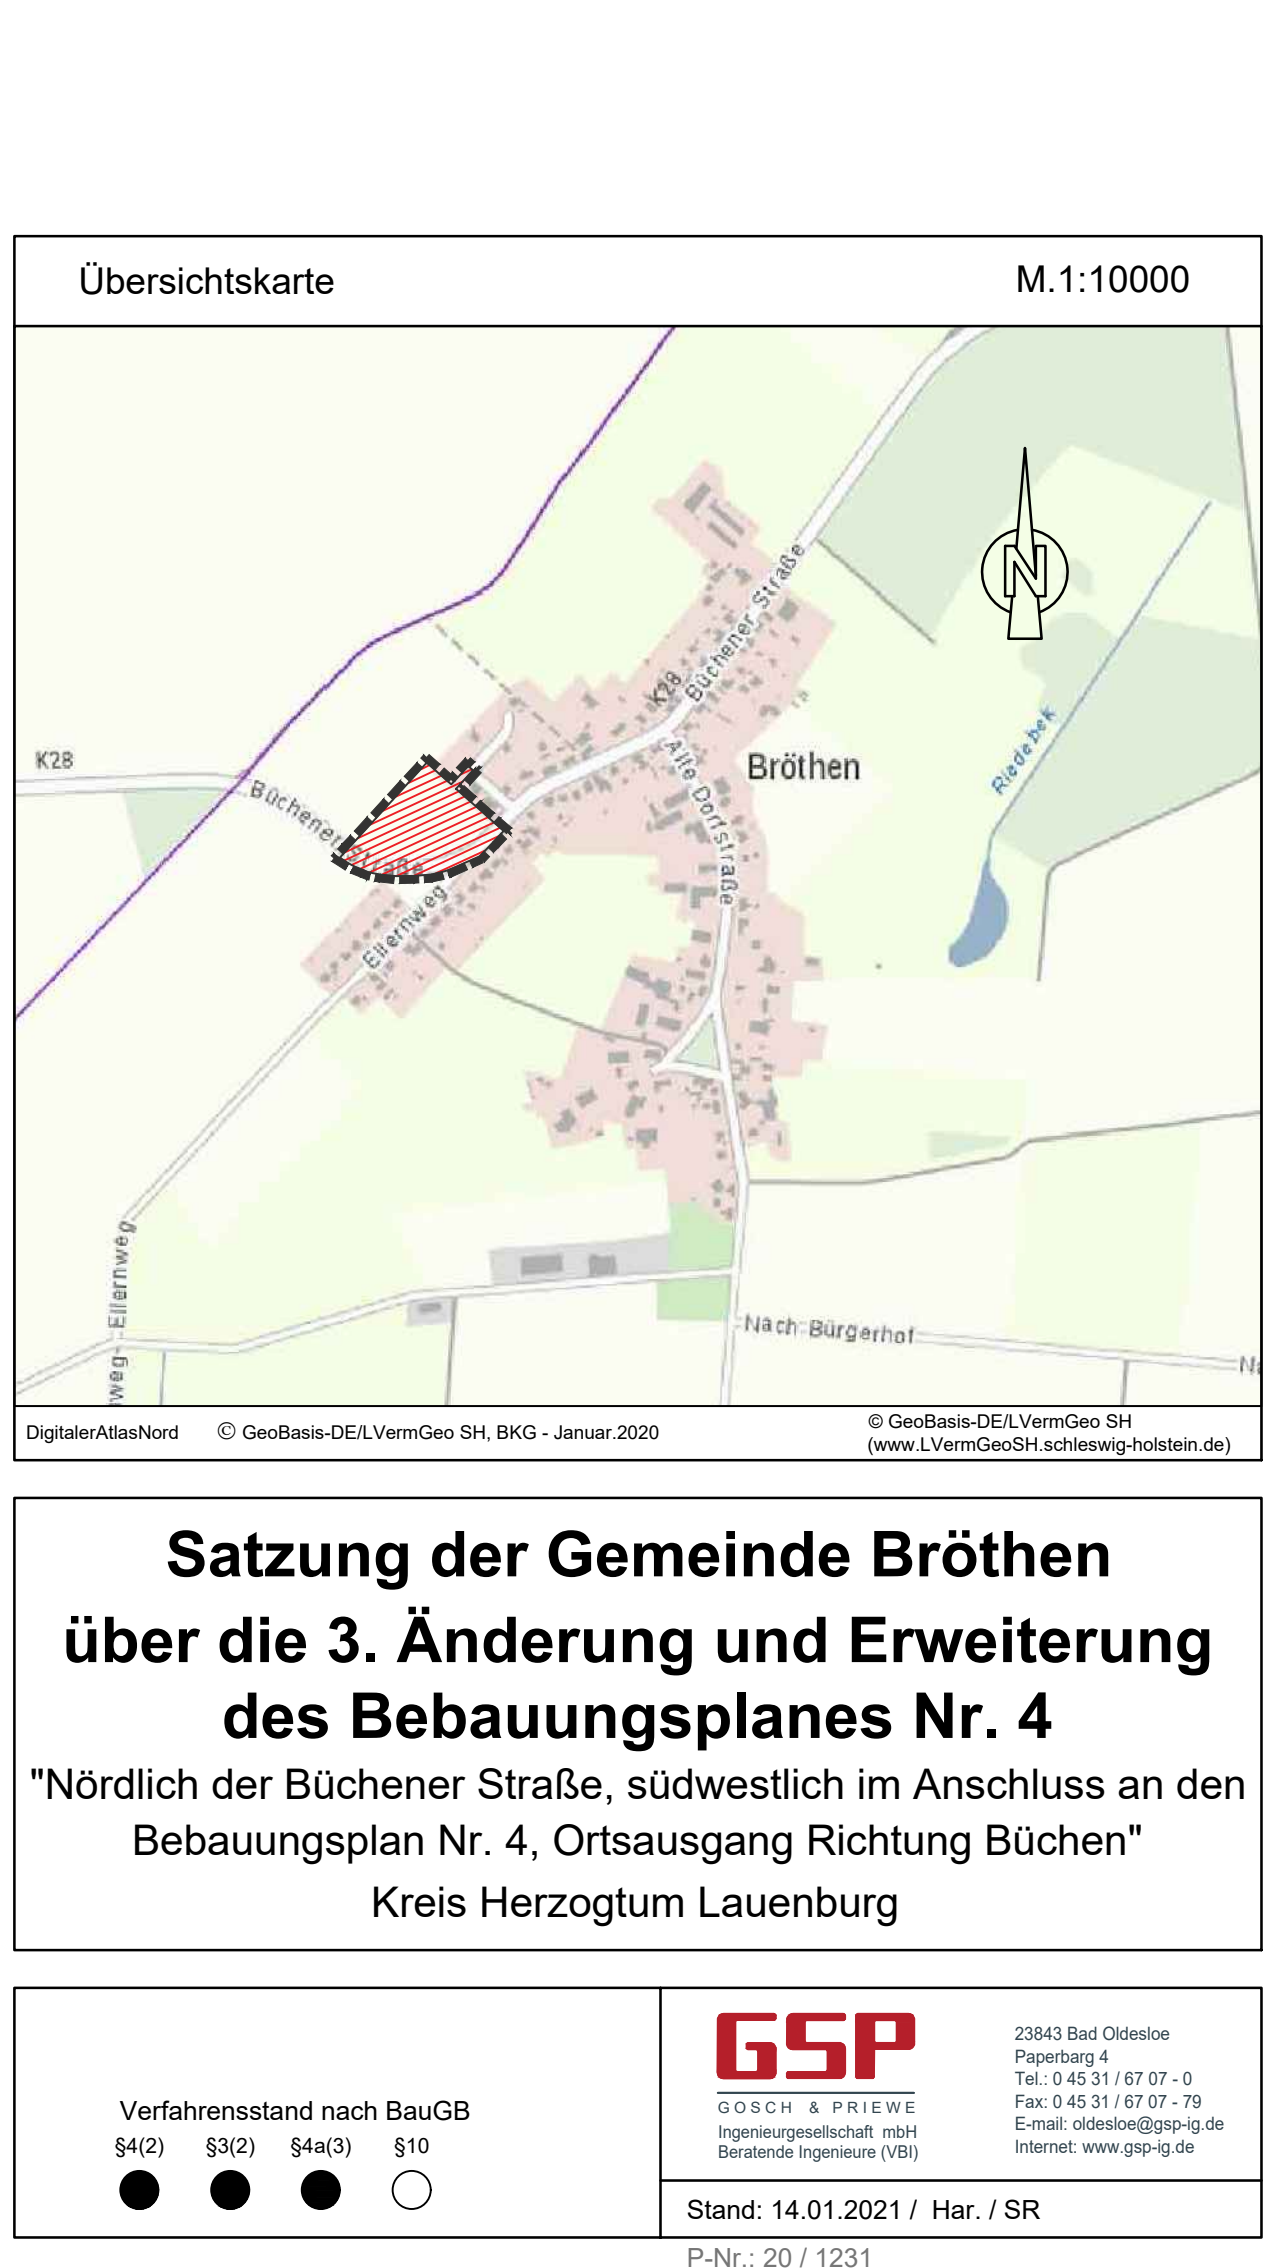 Übersichtskarte
M.1:10000
K28
Büchener Straße
K28
Büchener Straße
Alte Dorfstraße
Bröthen
Riedebek
N
Ellernweg
weg-Ellernweg
Nach Bürgerhof
DigitalerAtlasNord © GeoBasis-DE/LVermGeo SH, BKG - Januar.2020
© GeoBasis-DE/LVermGeo SH
(www.LVermGeoSH.schleswig-holstein.de)
Satzung der Gemeinde Bröthen
über die 3. Änderung und Erweiterung
des Bebauungsplanes Nr. 4
"Nördlich der Büchener Straße, südwestlich im Anschluss an den
Bebauungsplan Nr. 4, Ortsausgang Richtung Büchen"
Kreis Herzogtum Lauenburg
Verfahrensstand nach BauGB
§4(2) §3(2) §4a(3) §10
GSP
GOSCH & PRIEWE
Ingenieurgesellschaft mbH
Beratende Ingenieure (VBI)
23843 Bad Oldesloe
Paperbarg 4
Tel.: 0 45 31 / 67 07 - 0
Fax: 0 45 31 / 67 07 - 79
E-mail: oldesloe@gsp-ig.de
Internet: www.gsp-ig.de
Stand: 14.01.2021 / Har. / SR
P-Nr.: 20 / 1231